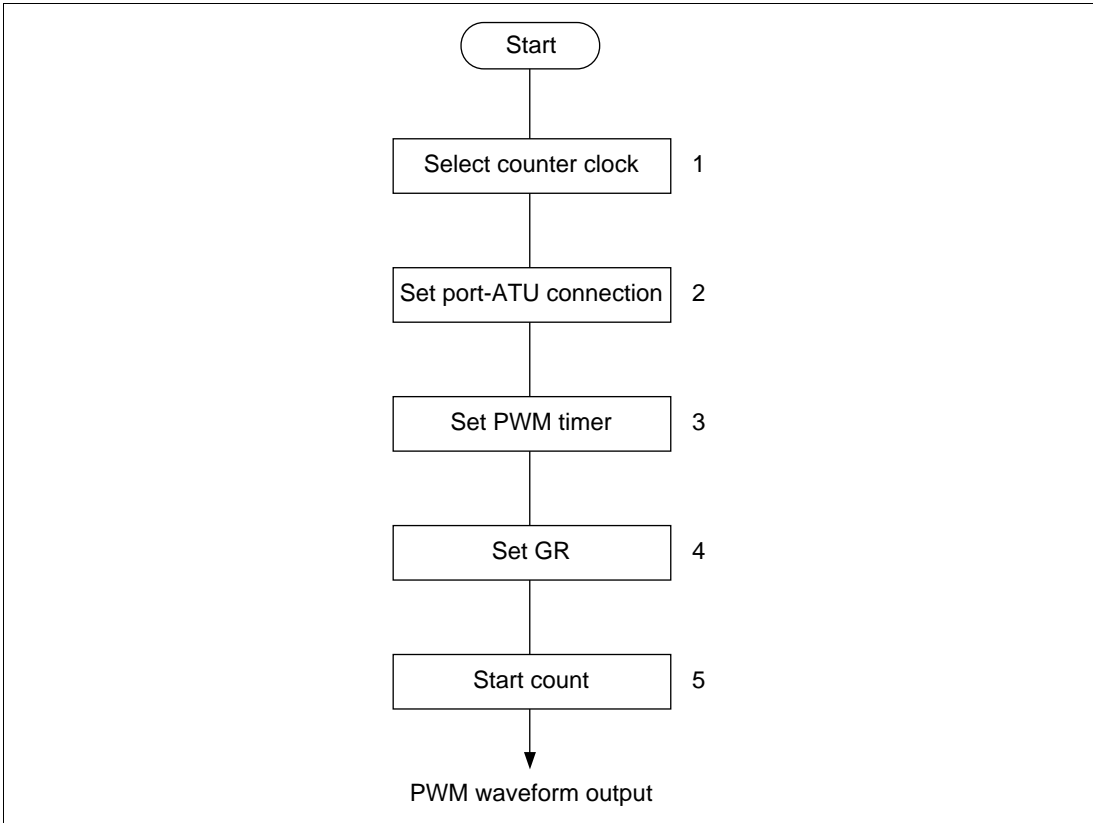 Start
Select counter clock 1
Set port-ATU connection 2
Set PWM timer 3
Set GR 4
Start count 5
PWM waveform output